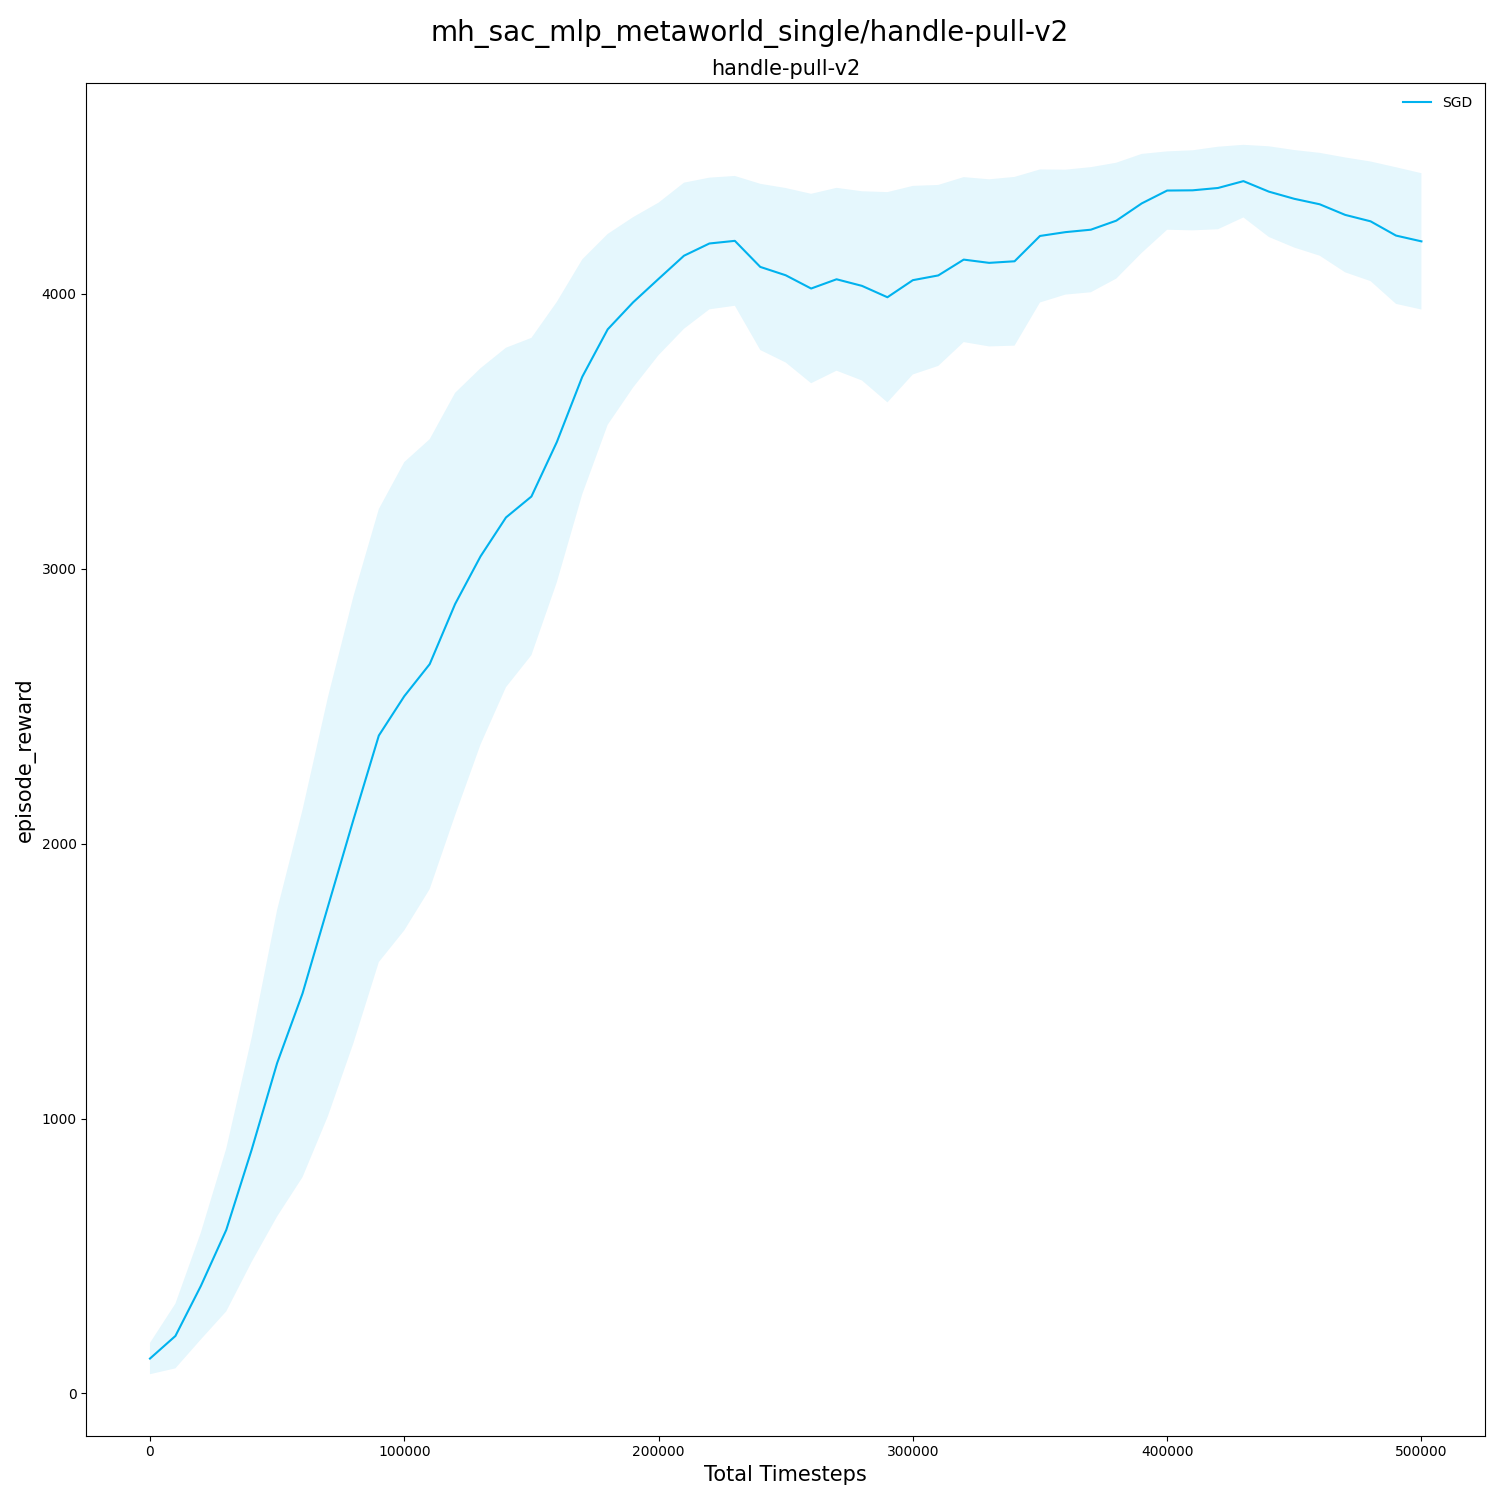 mh_sac_mlp_metaworld_single/handle-pull-v2
handle-pull-v2
SGD
episode_reward
4000
3000
2000
1000
0
0 100000 200000 300000 400000 500000
Total Timesteps